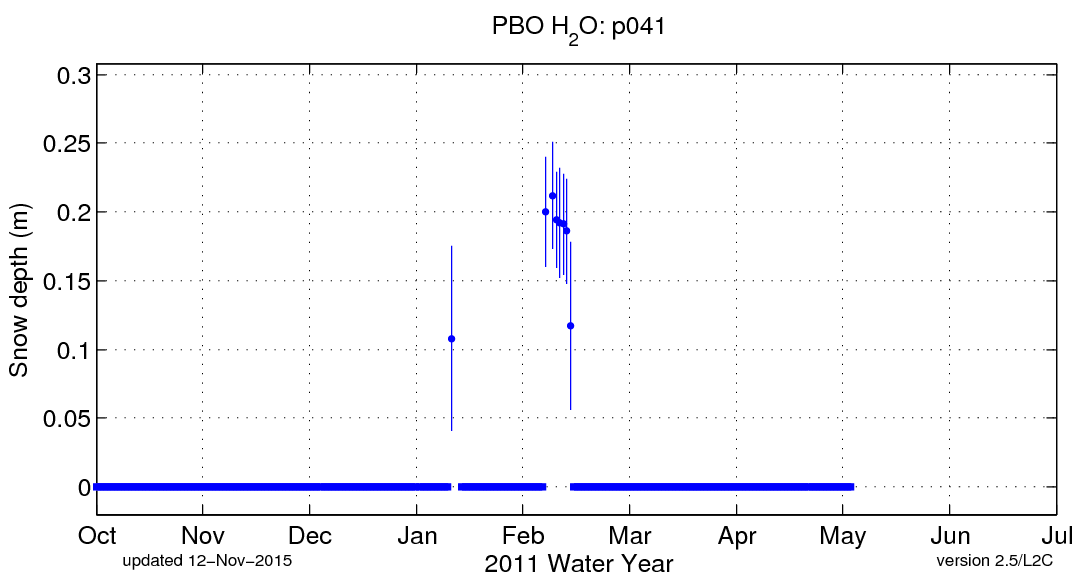 PBO H2O: p041
0.3
0.25
0.2
0.15
0.1
0.05
0
Snow depth (m)
Oct Nov Dec Jan Feb Mar Apr May Jun Jul
updated 12−Nov−2015 2011 Water Year version 2.5/L2C